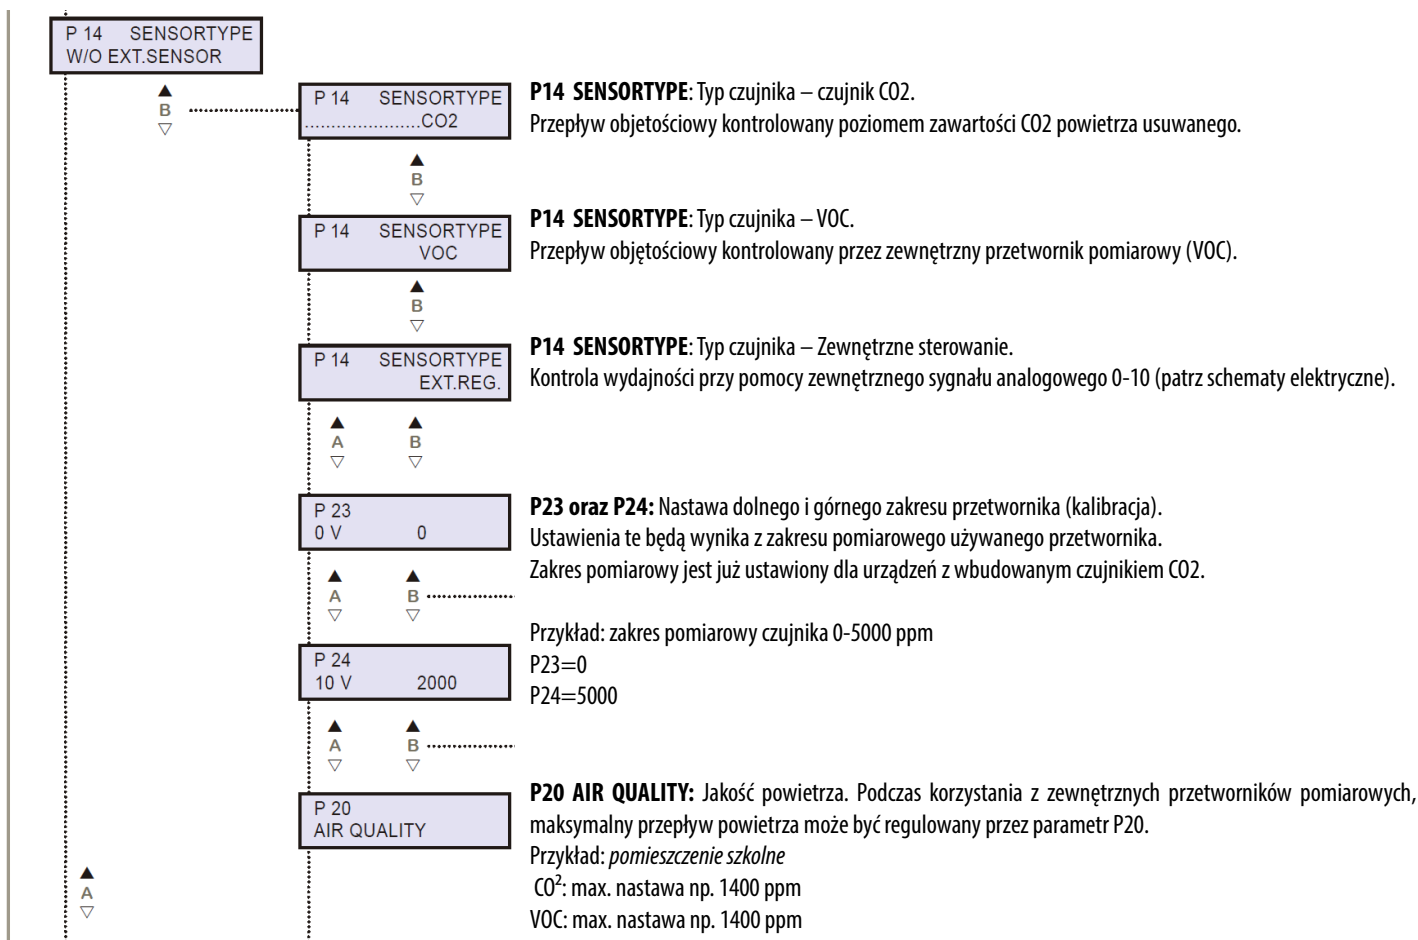 P 14 SENSORTYPE
W/O EXT.SENSOR
▲
B
▽
P 14 SENSORTYPE
......................CO2
P14 SENSORTYPE: Typ czujnika – czujnik CO2.
Przepływ objetościowy kontrolowany poziomem zawartości CO2 powietrza usuwanego.
▲
B
▽
P 14 SENSORTYPE
VOC
P14 SENSORTYPE: Typ czujnika – VOC.
Przepływ objętościowy kontrolowany przez zewnętrzny przetwornik pomiarowy (VOC).
▲
B
▽
P 14 SENSORTYPE
EXT.REG.
P14 SENSORTYPE: Typ czujnika – Zewnętrzne sterowanie.
Kontrola wydajności przy pomocy zewnętrznego sygnału analogowego 0-10 (patrz schematy elektryczne).
▲ ▲
A B
▽ ▽
P 23
0 V 0
P23 oraz P24: Nastawa dolnego i górnego zakresu przetwornika (kalibracja).
Ustawienia te będą wynika z zakresu pomiarowego używanego przetwornika.
Zakres pomiarowy jest już ustawiony dla urządzeń z wbudowanym czujnikiem CO2.
▲ ▲
A B
▽ ▽
Przykład: zakres pomiarowy czujnika 0-5000 ppm
P23=0
P24=5000
P 24
10 V 2000
▲ ▲
A B
▽ ▽
P 20
AIR QUALITY
P20 AIR QUALITY: Jakość powietrza. Podczas korzystania z zewnętrznych przetworników pomiarowych,
maksymalny przepływ powietrza może być regulowany przez parametr P20.
Przykład: pomieszczenie szkolne
CO²: max. nastawa np. 1400 ppm
VOC: max. nastawa np. 1400 ppm
▲
A
▽